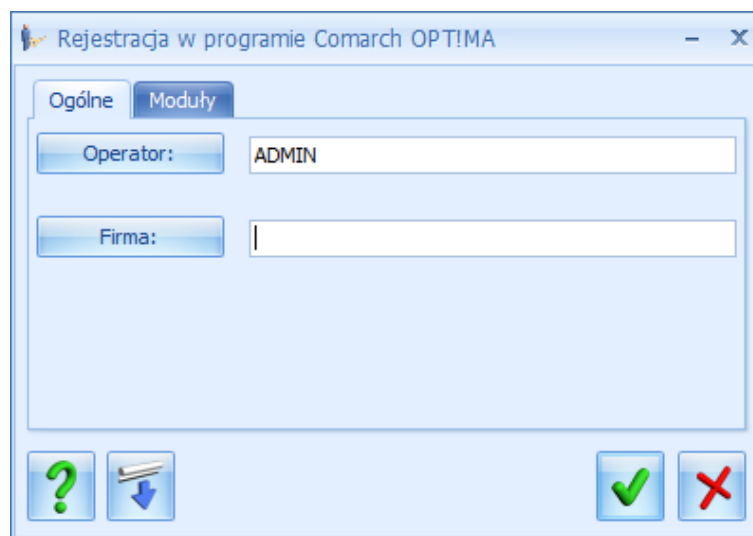 Rejestracja w programie Comarch OPT!MA
Ogólne Moduły
Operator: ADMIN
Firma: